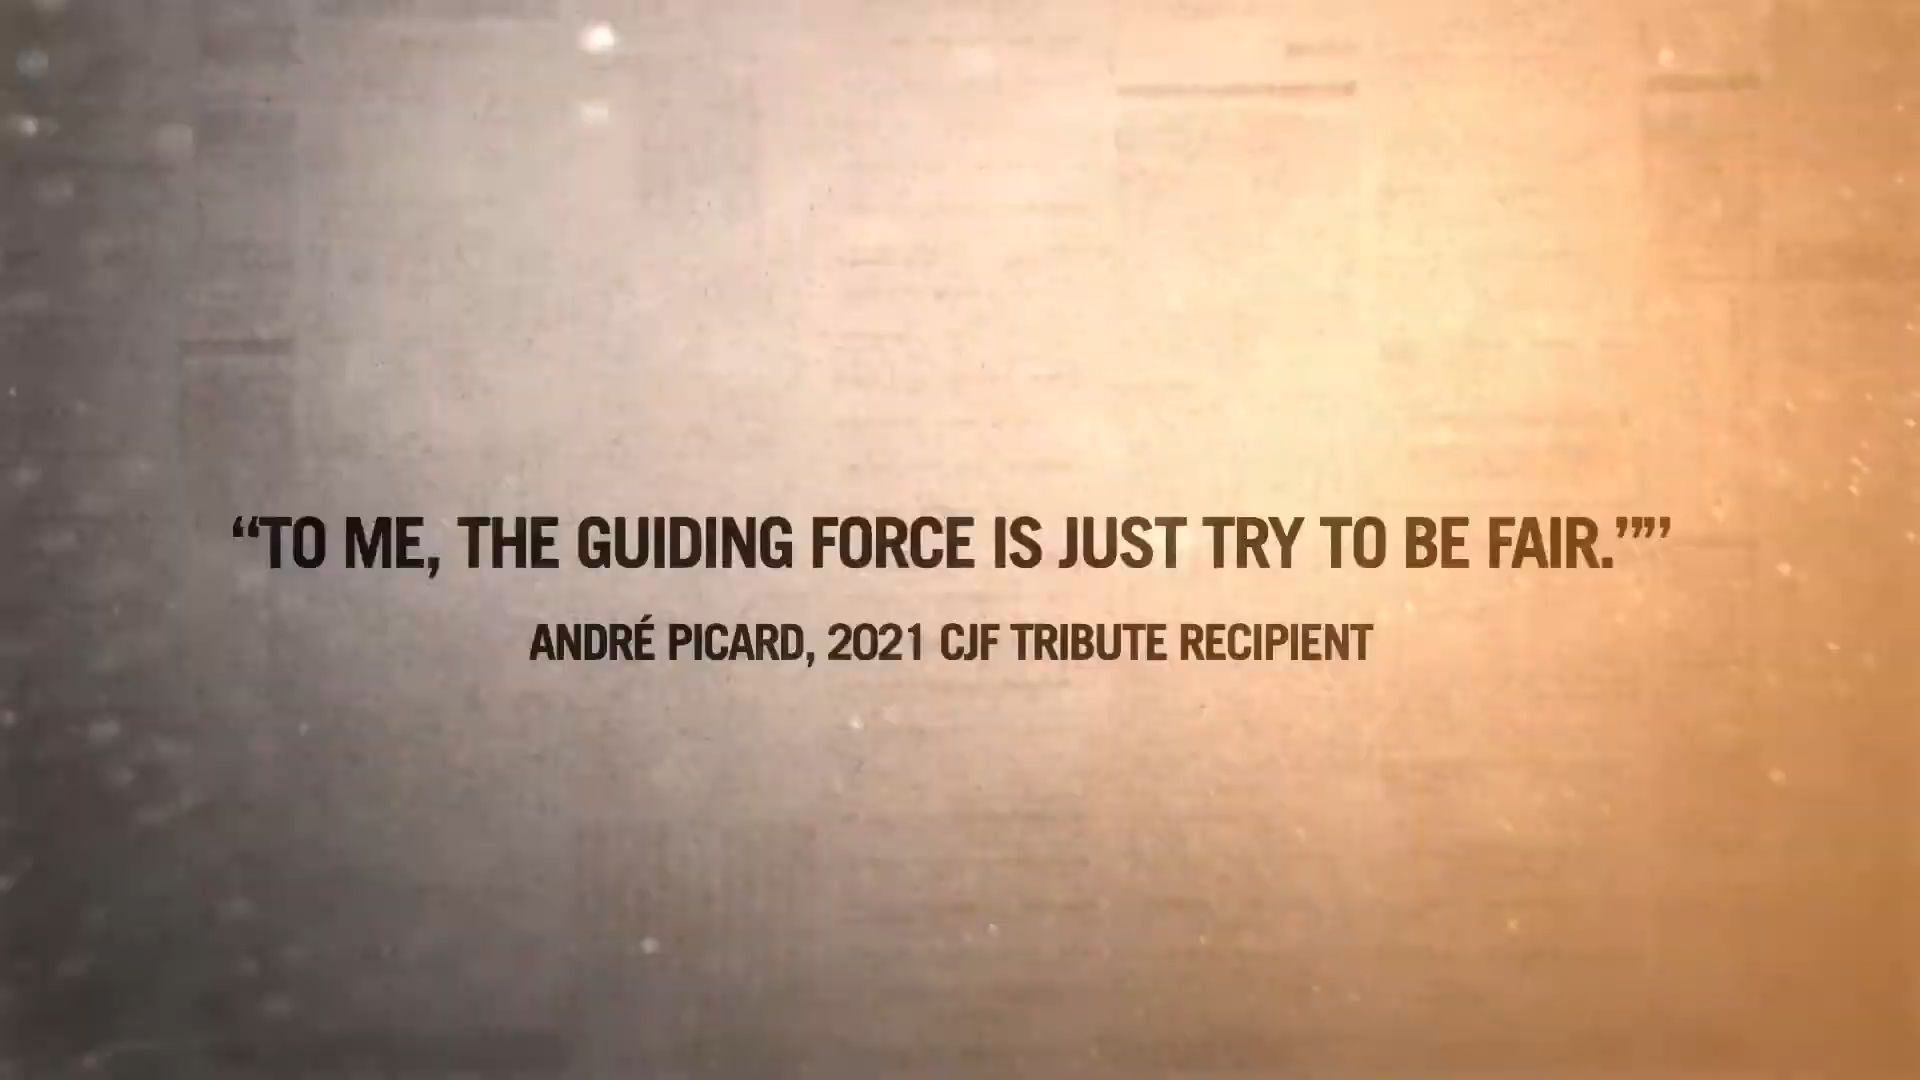 “TO ME, THE GUIDING FORCE IS JUST TRY TO BE FAIR.”””
ANDRÉ PICARD, 2021 CJF TRIBUTE RECIPIENT